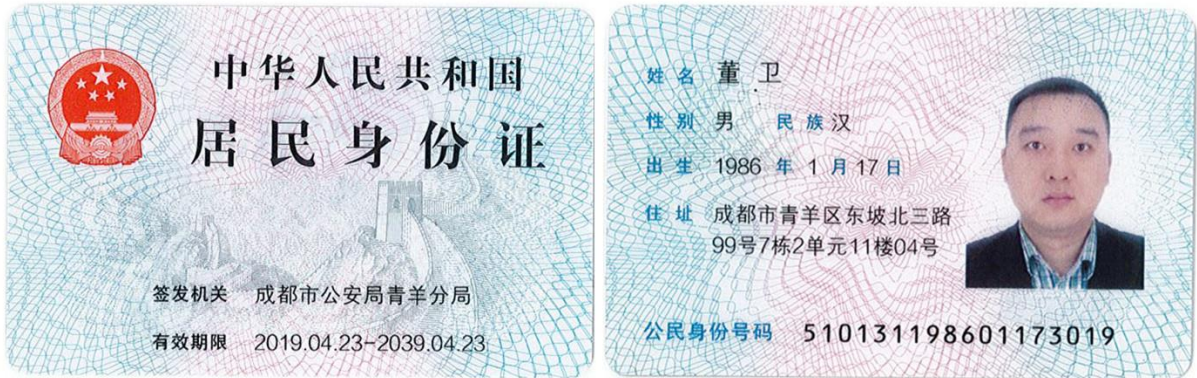 中华人民共和国
居民身份证
签发机关 成都市公安局青羊分局
有效期限 2019.04.23-2039.04.23
姓名 董卫
性别 男 民族 汉
出生 1986 年 1 月 17 日
住址 成都市青羊区东坡北三路
99号7栋2单元11楼04号
公民身份号码 510131198601173019